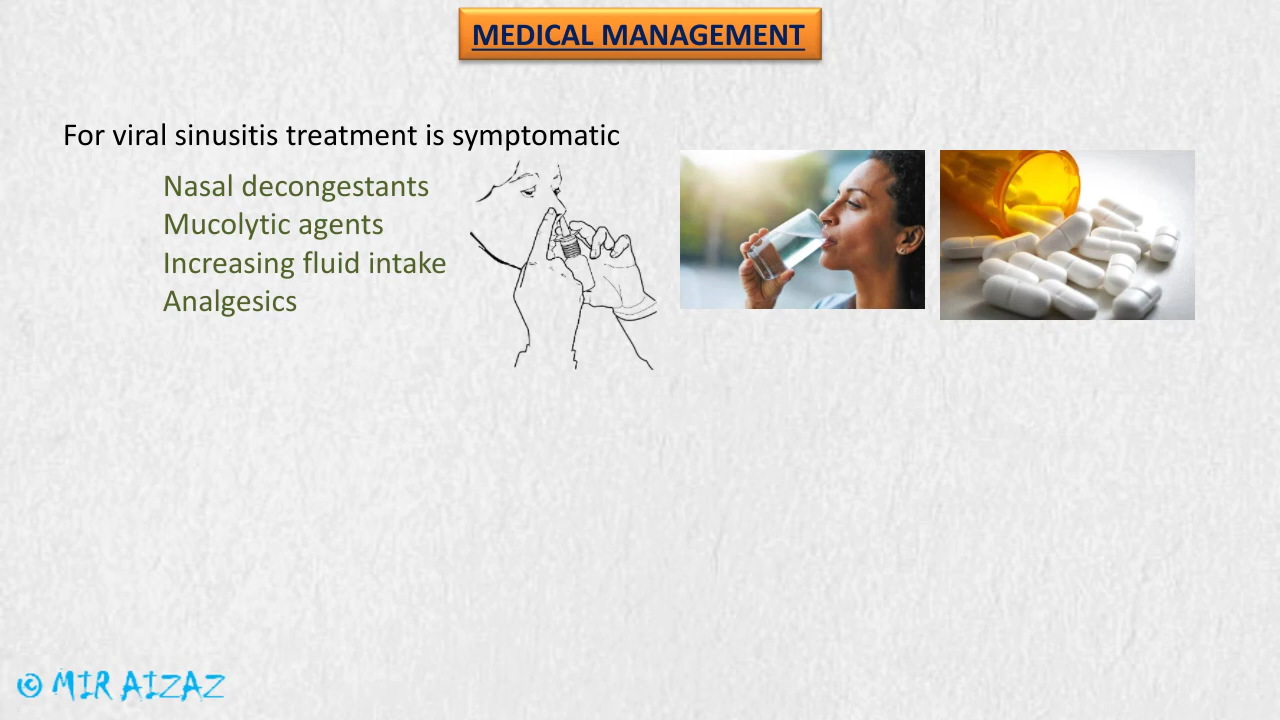 MEDICAL MANAGEMENT
For viral sinusitis treatment is symptomatic
Nasal decongestants
Mucolytic agents
Increasing fluid intake
Analgesics
© MIR AIZAZ